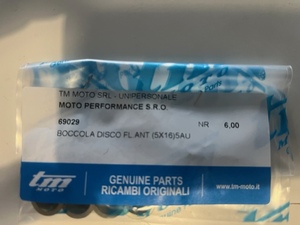 TM MOTO SRL - UNIPERSONALE
MOTO PERFORMANCE S.R.O.
69029 NR 6,00
BOCCOLA DISCO FL ANT (5X16)5AU
tm
MOTO
GENUINE PARTS
RICAMBI ORIGINALI
www.tm-moto.it